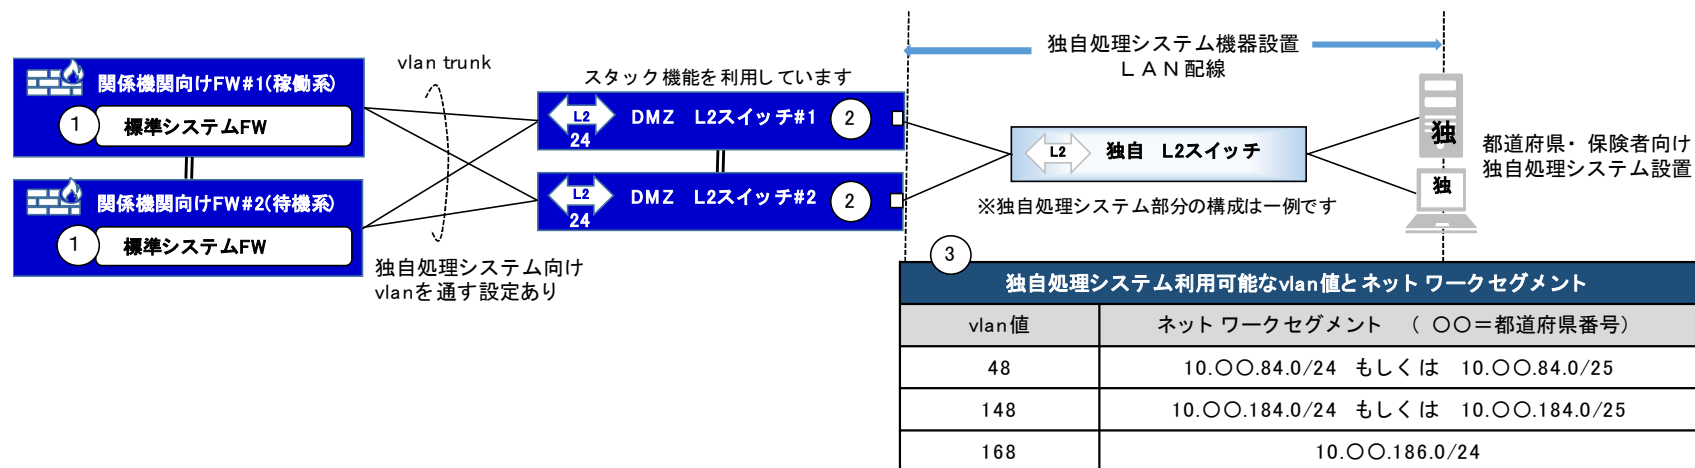 関係機関向けFW#1(稼働系)
1
標準システムFW
関係機関向けFW#2(待機系)
1
標準システムFW
vlan trunk
独自処理システム向け
vlanを通す設定あり
スタック機能を利用しています
L2
24
DMZ L2スイッチ#1
2
L2
24
DMZ L2スイッチ#2
2
独自処理システム機器設置
LAN配線
L2
独自 L2スイッチ
※独自処理システム部分の構成は一例です
独
独
都道府県・保険者向け
独自処理システム設置
3
独自処理システム利用可能なvlan値とネットワークセグメント
vlan値 ネットワークセグメント (○○=都道府県番号)
48 10.○○.84.0/24 もしくは 10.○○.84.0/25
148 10.○○.184.0/24 もしくは 10.○○.184.0/25
168 10.○○.186.0/24